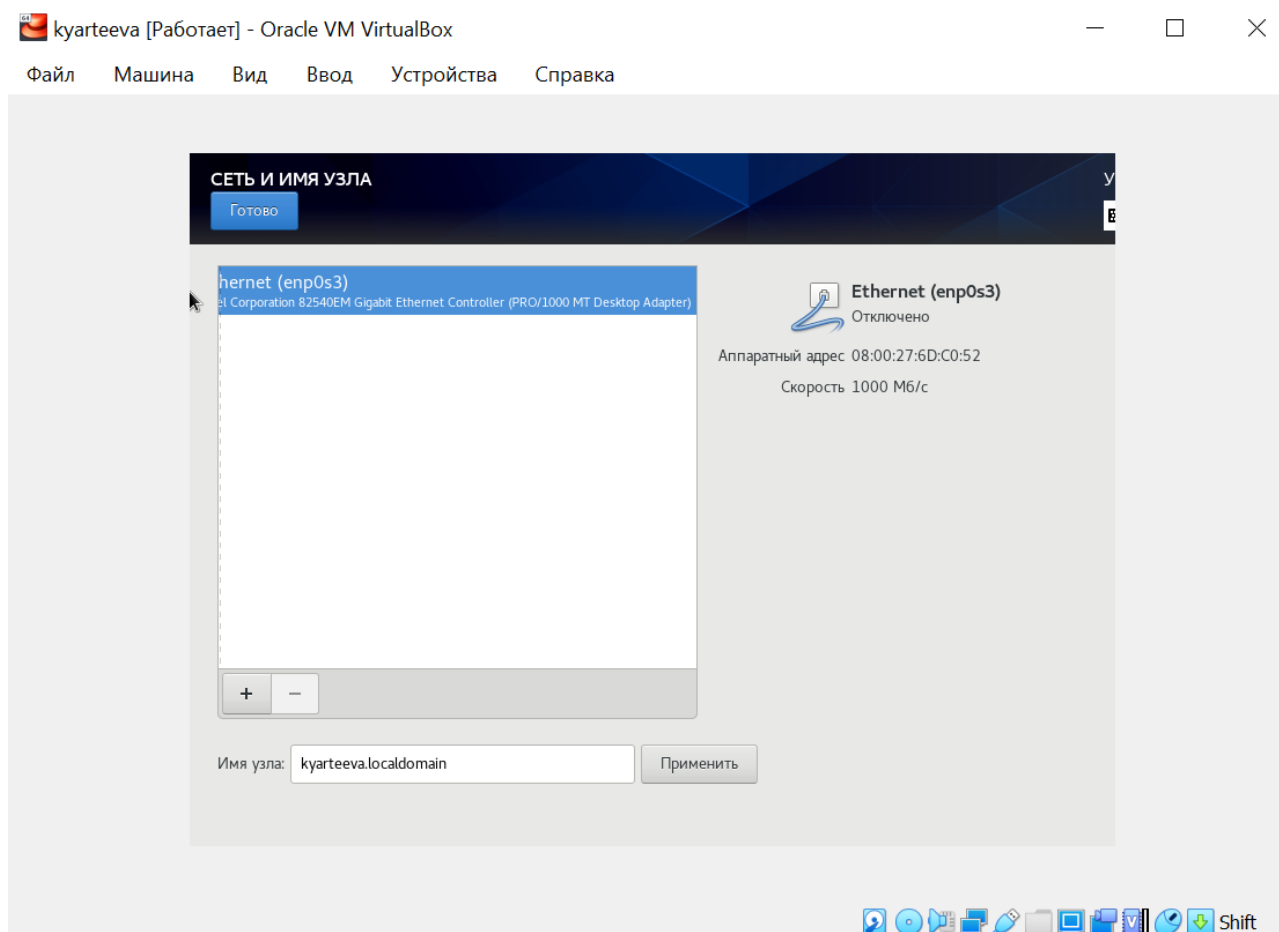 kyarteeva [Работает] - Oracle VM VirtualBox
Файл Машина Вид Ввод Устройства Справка
СЕТЬ И ИМЯ УЗЛА
У
Готово
hernet (enp0s3)
el Corporation 82540EM Gigabit Ethernet Controller (PRO/1000 MT Desktop Adapter)
Ethernet (enp0s3)
Отключено
Аппаратный адрес 08:00:27:6D:C0:52
Скорость 1000 Мб/с
+ −
Имя узла: kyarteeva.localdomain Применить
Shift